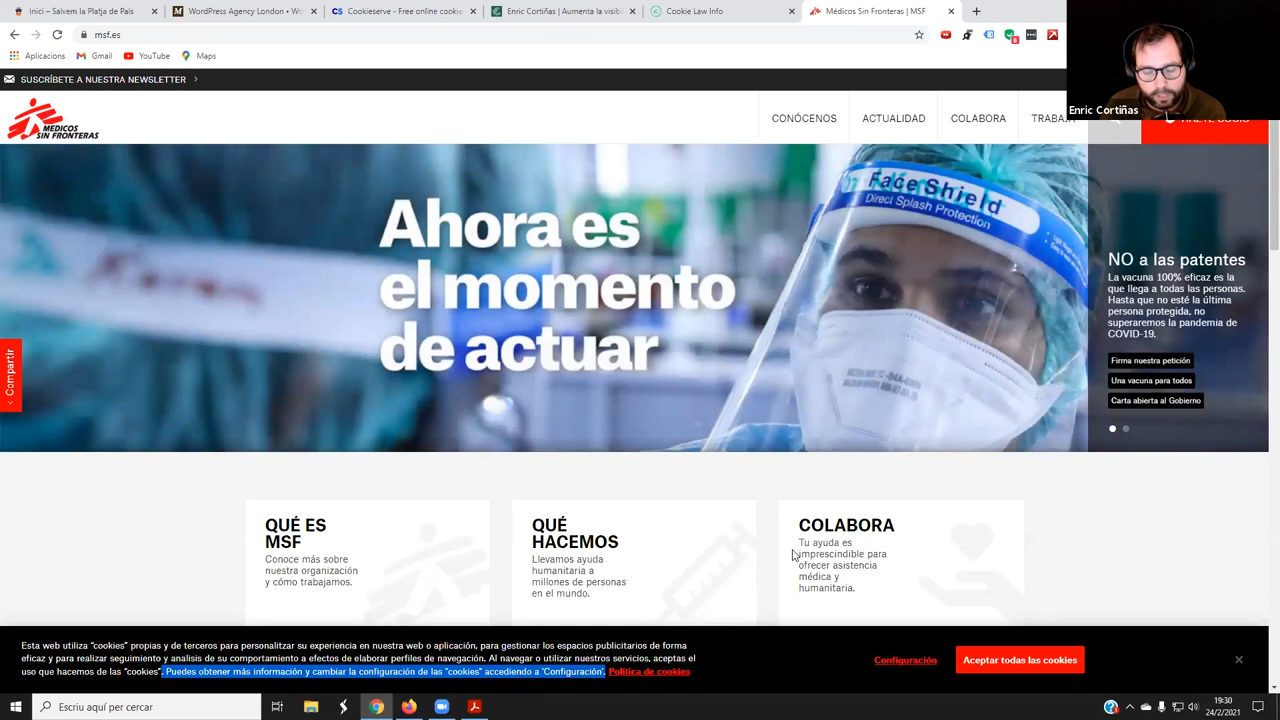 Inici – Salvem la Platja de Pals
WordPress Agency London • Wo
Cookieserve - Free online cookie
Enric Cortiñas | Aumenta la visibi
Cookie Law Info
Médicos Sin Fronteras | MSF
msf.es
Aplicacions
Gmail
YouTube
Maps
SUSCRÍBETE A NUESTRA NEWSLETTER
Enric Cortiñas
MEDICOS
SIN FRONTERAS
CONÓCENOS
ACTUALIDAD
COLABORA
TRABAJA
Face Shield
Direct Splash Protection
Ahora es
el momento
de actuar
Compartir
NO a las patentes
La vacuna 100% eficaz es la
que llega a todas las personas.
Hasta que no esté la última
persona protegida, no
superaremos la pandemia de
COVID-19.
Firma nuestra petición
Una vacuna para todos
Carta abierta al Gobierno
QUÉ ES
MSF
Conoce más sobre
nuestra organización
y cómo trabajamos.
QUÉ
HACEMOS
Llevamos ayuda
humanitaria a
millones de personas
en el mundo.
COLABORA
Tu ayuda es
imprescindible para
ofrecer asistencia
médica y
humanitaria.
Esta web utiliza “cookies” propias y de terceros para personalitzar su experiencia en nuestra web o aplicación, para gestionar los espacios publicitarios de forma
eficaz y para realizar seguimiento y analisis de su comportamiento a efectos de elaborar perfiles de navegación. Al navegar o utilizar nuestros servicios, aceptas el
uso que hacemos de las “cookies”. Puedes obtener más información y cambiar la configuración de las “cookies” accediendo a ‘Configuración’. Política de cookies
Configuración
Aceptar todas las cookies
Escriu aquí per cercar
19:30
24/2/2021